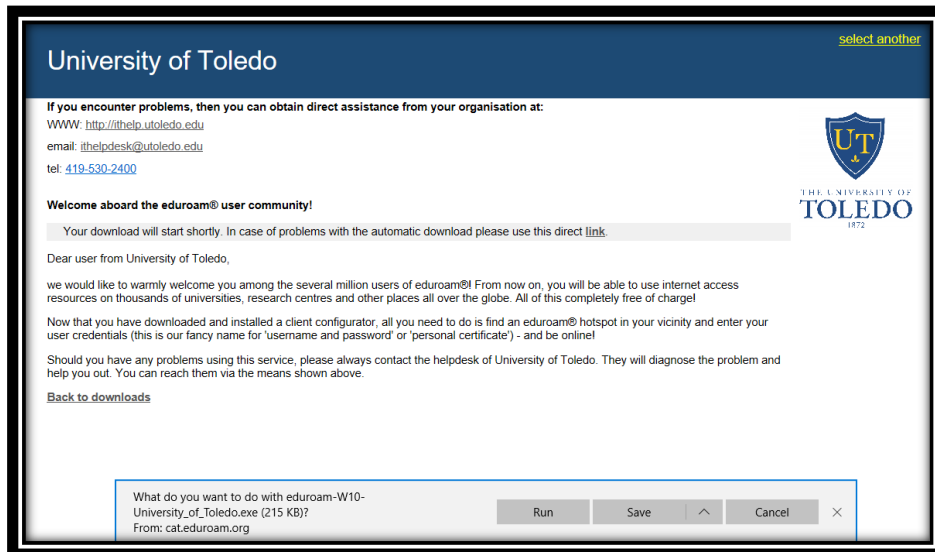 select another
University of Toledo
If you encounter problems, then you can obtain direct assistance from your organisation at:
WWW: http://ithelp.utoledo.edu
email: ithelpdesk@utoledo.edu
tel: 419-530-2400
UT
THE UNIVERSITY OF
TOLEDO
1872
Welcome aboard the eduroam® user community!
Your download will start shortly. In case of problems with the automatic download please use this direct link.
Dear user from University of Toledo,
we would like to warmly welcome you among the several million users of eduroam®! From now on, you will be able to use internet access
resources on thousands of universities, research centres and other places all over the globe. All of this completely free of charge!
Now that you have downloaded and installed a client configurator, all you need to do is find an eduroam® hotspot in your vicinity and enter your
user credentials (this is our fancy name for 'username and password' or 'personal certificate') - and be online!
Should you have any problems using this service, please always contact the helpdesk of University of Toledo. They will diagnose the problem and
help you out. You can reach them via the means shown above.
Back to downloads
What do you want to do with eduroam-W10-
University_of_Toledo.exe (215 KB)?
From: cat.eduroam.org
Run Save Cancel